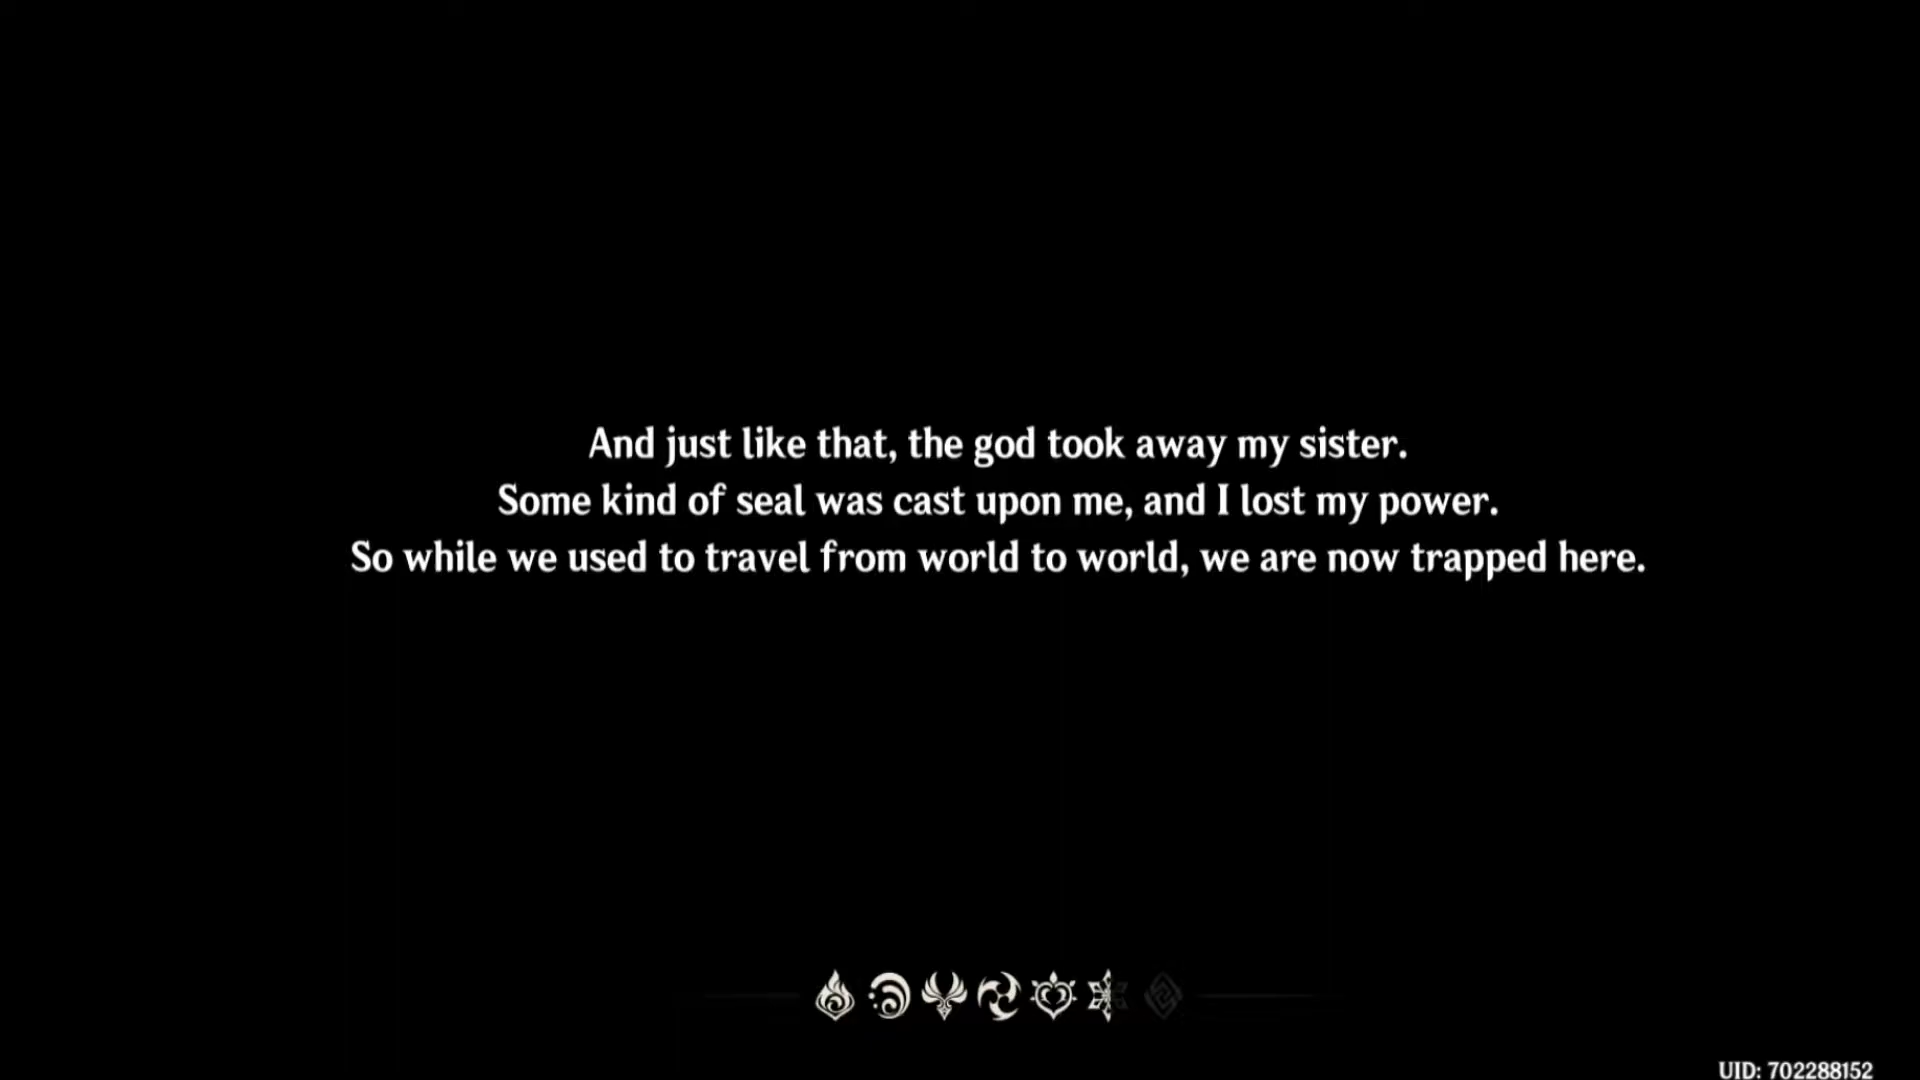 And just like that, the god took away my sister.
Some kind of seal was cast upon me, and I lost my power.
So while we used to travel from world to world, we are now trapped here.
UID: 702288152